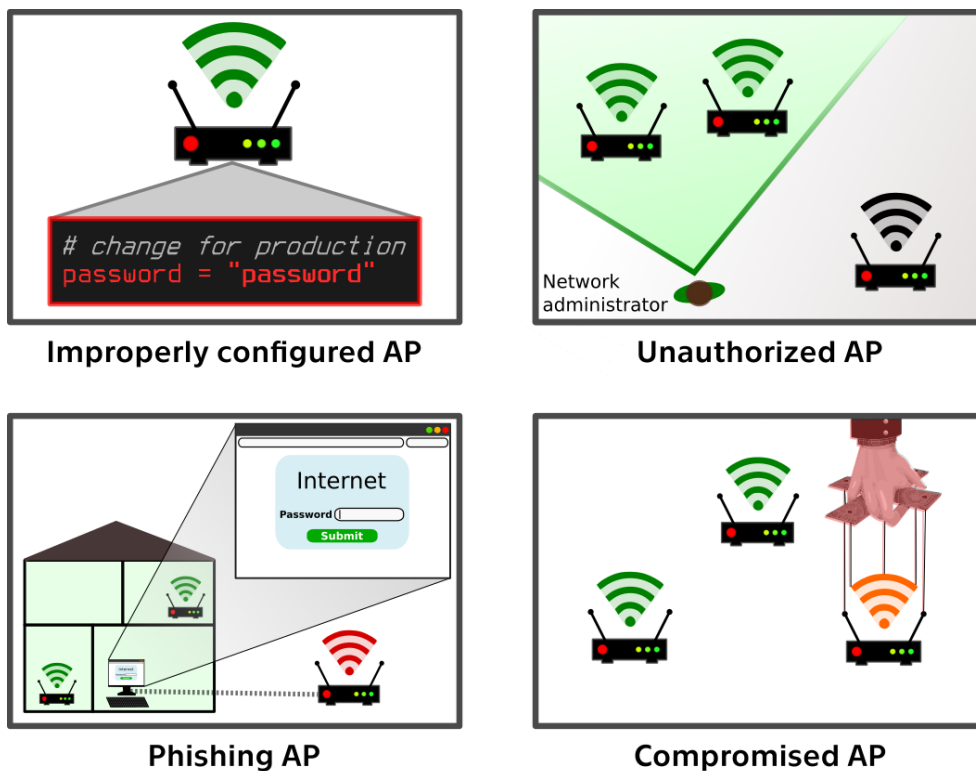 # change for production
password = "password"
Improperly configured AP
Network
administrator
Unauthorized AP
Internet
Password
Submit
Internet
Phishing AP
Compromised AP